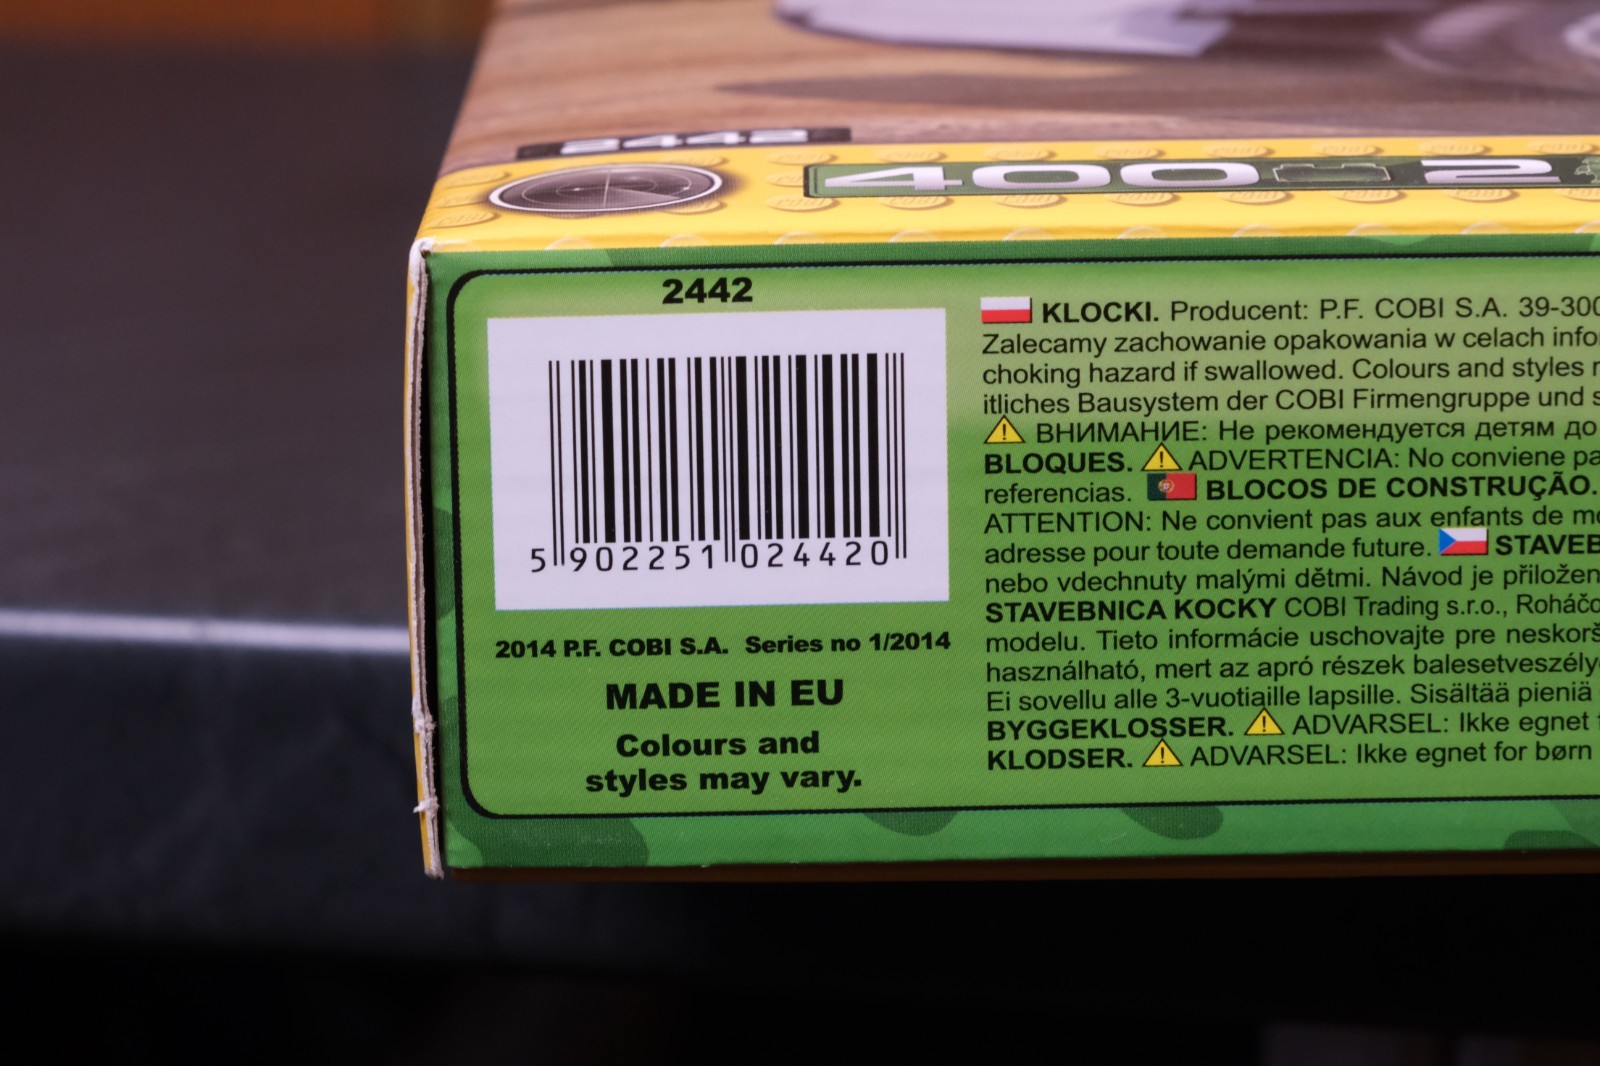 2442
400 2
2442
5 902251 024420
2014 P.F. COBI S.A. Series no 1/2014
MADE IN EU
Colours and
styles may vary.
KLOCKI. Producent: P.F. COBI S.A. 39-300
Zalecamy zachowanie opakowania w celach
choking hazard if swallowed. Colours and styles
itliches Bausystem der COBI Firmengruppe und
ВНИМАНИЕ: Не рекомендуется детям до
BLOQUES. ADVERTENCIA: No conviene
referencias. BLOCOS DE CONSTRUÇÃO.
ATTENTION: Ne convient pas aux enfants de
adresse pour toute demande future.
nebo vdechnuty malými dětmi. Návod je přiložen
STAVEBNICA KOCKY COBI Trading s.r.o.,
modelu. Tieto informácie uschovajte pre
használható, mert az apró részek
Ei sovellu alle 3-vuotiaille lapsille. Sisältää pieniä
BYGGEKLOSSER. ADVARSEL: Ikke egnet
KLODSER. ADVARSEL: Ikke egnet for børn